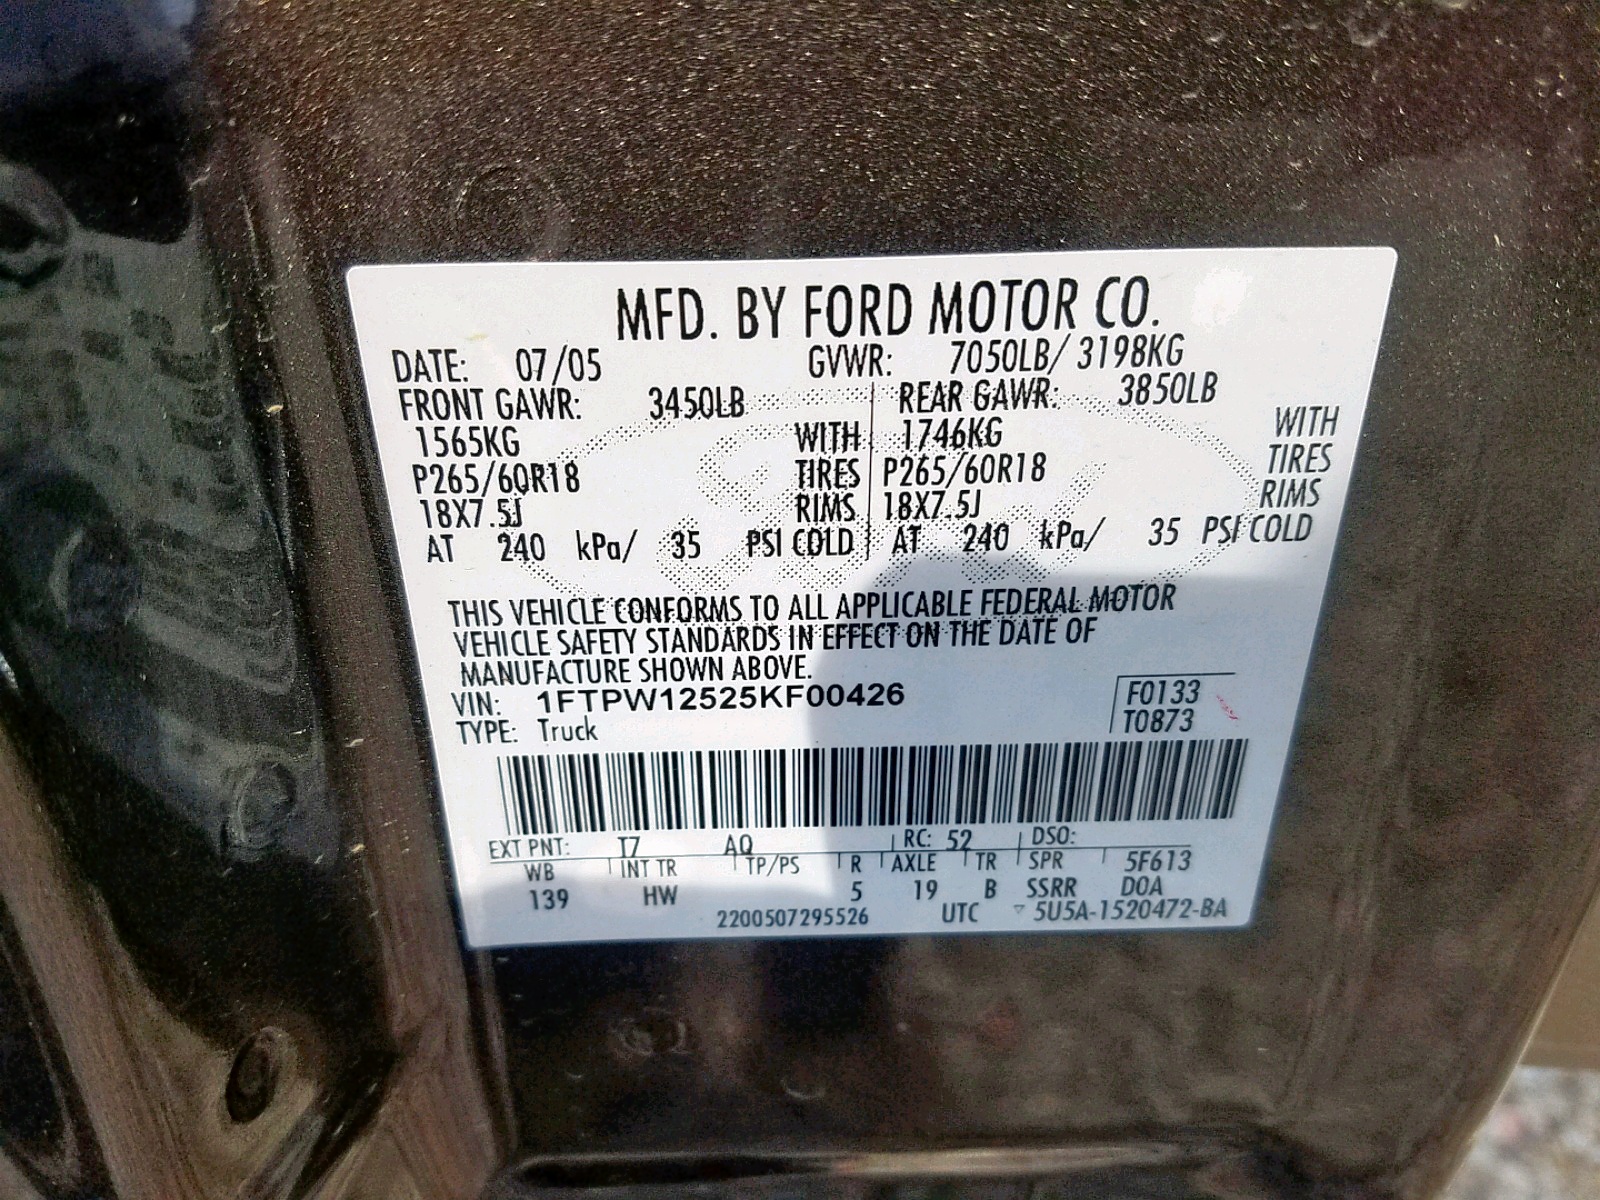 MFD. BY FORD MOTOR CO.
DATE: 07/05 GVWR: 7050LB/ 3198KG
FRONT GAWR: 3450LB REAR GAWR: 3850LB
1565KG WITH 1746KG WITH
P265/60R18 TIRES P265/60R18 TIRES
18X7.5J RIMS 18X7.5J RIMS
AT 240 kPa/ 35 PSI COLD AT 240 kPa/ 35 PSI COLD
THIS VEHICLE CONFORMS TO ALL APPLICABLE FEDERAL MOTOR
VEHICLE SAFETY STANDARDS IN EFFECT ON THE DATE OF
MANUFACTURE SHOWN ABOVE.
VIN: 1FTPW12525KF00426 F0133
TYPE: Truck T0873
EXT PNT: T7 AQ RC: 52 DSO:
WB INT TR TP/PS R AXLE TR SPR 5F613
139 HW 5 19 B SSRR DOA
2200507295526 UTC ▽ 5U5A-1520472-BA